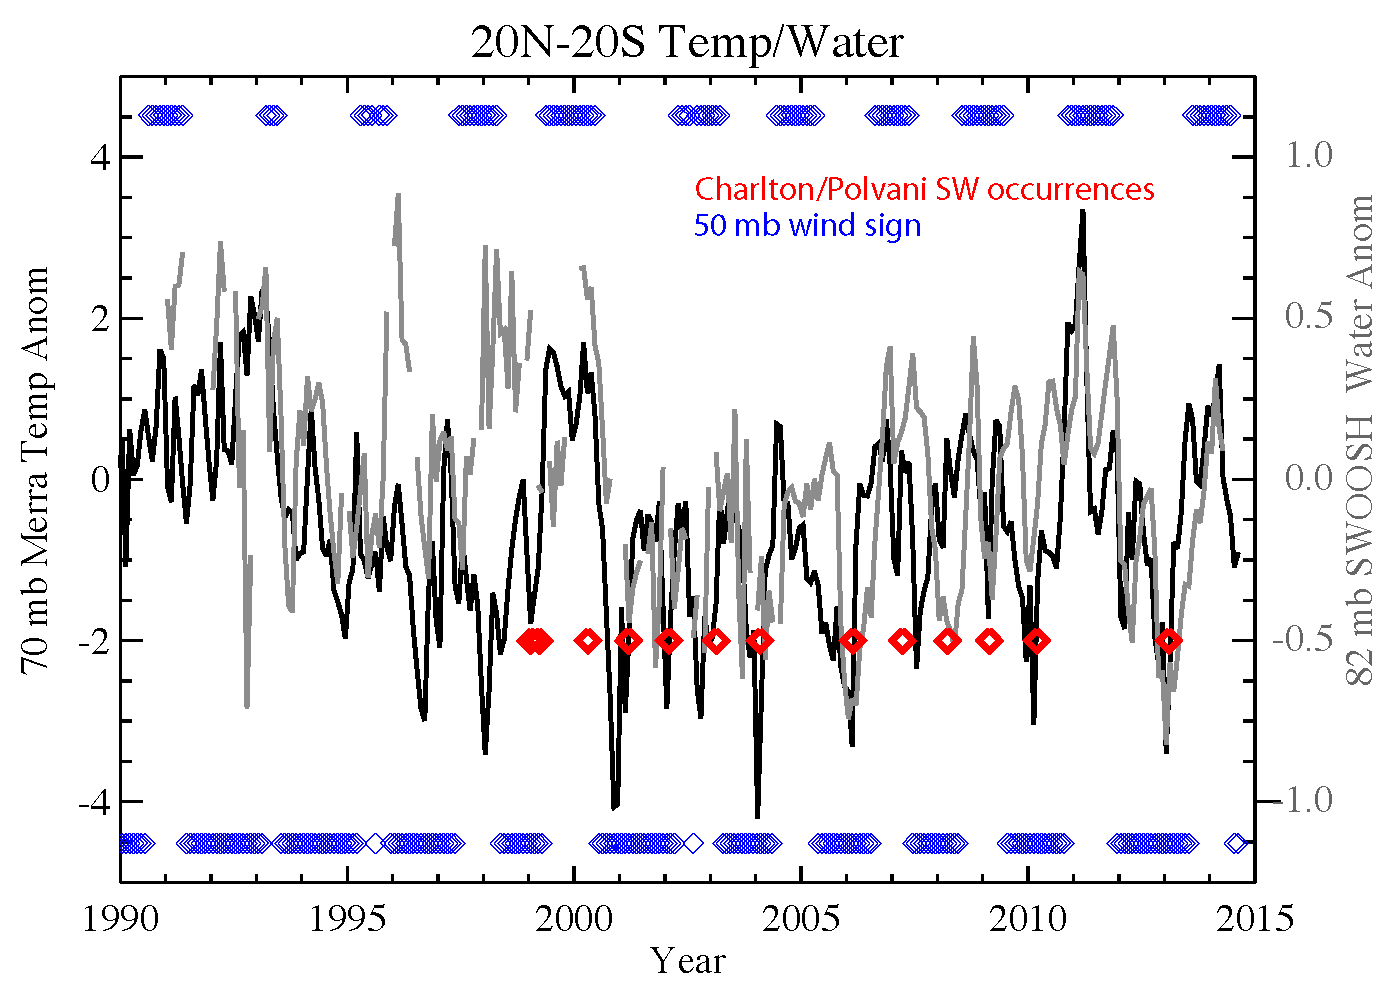 20N-20S Temp/Water
Charlton/Polvani SW occurrences
50 mb wind sign
4
2
0
-2
-4
70 mb Merra Temp Anom
1.0
0.5
0.0
-0.5
-1.0
82 mb SWOOSH Water Anom
1990 1995 2000 2005 2010 2015
Year